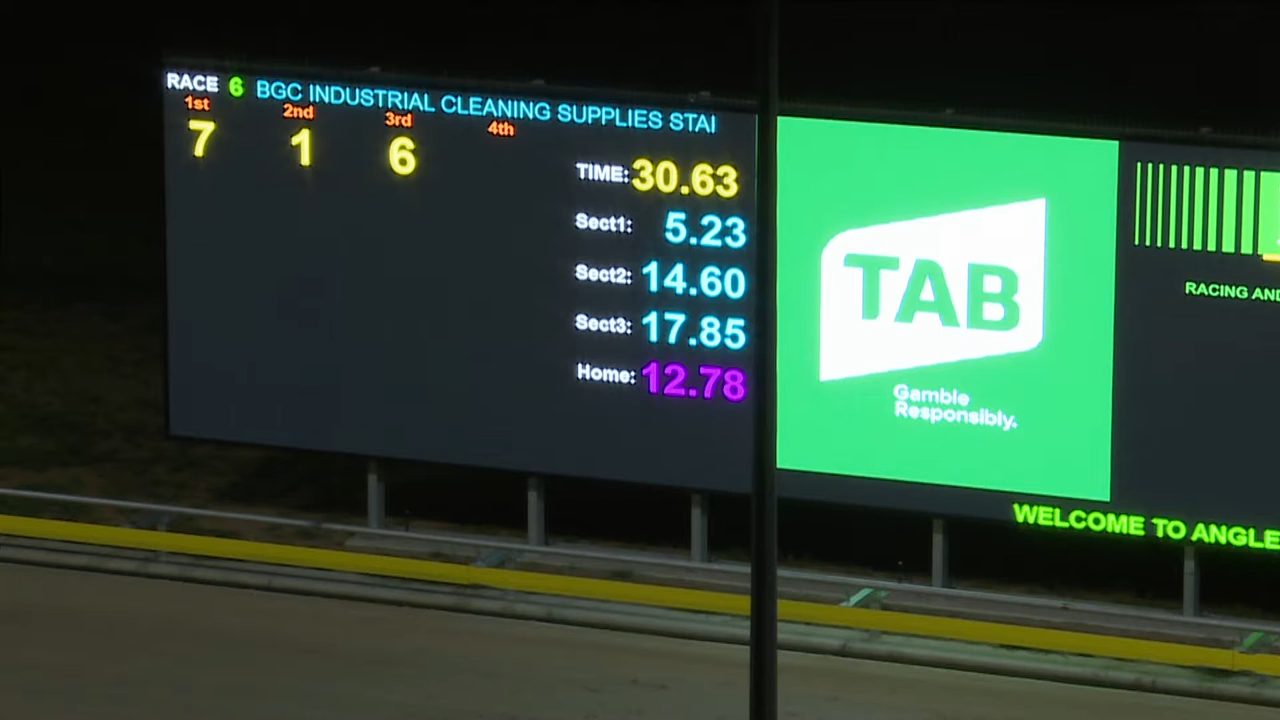 RACE 6 BGC INDUSTRIAL CLEANING SUPPLIES STAI
1st 2nd 3rd 4th
7 1 6
TIME: 30.63
Sect1: 5.23
Sect2: 14.60
Sect3: 17.85
Home: 12.78
TAB
Gamble
Responsibly.
RACING AND
WELCOME TO ANGLE